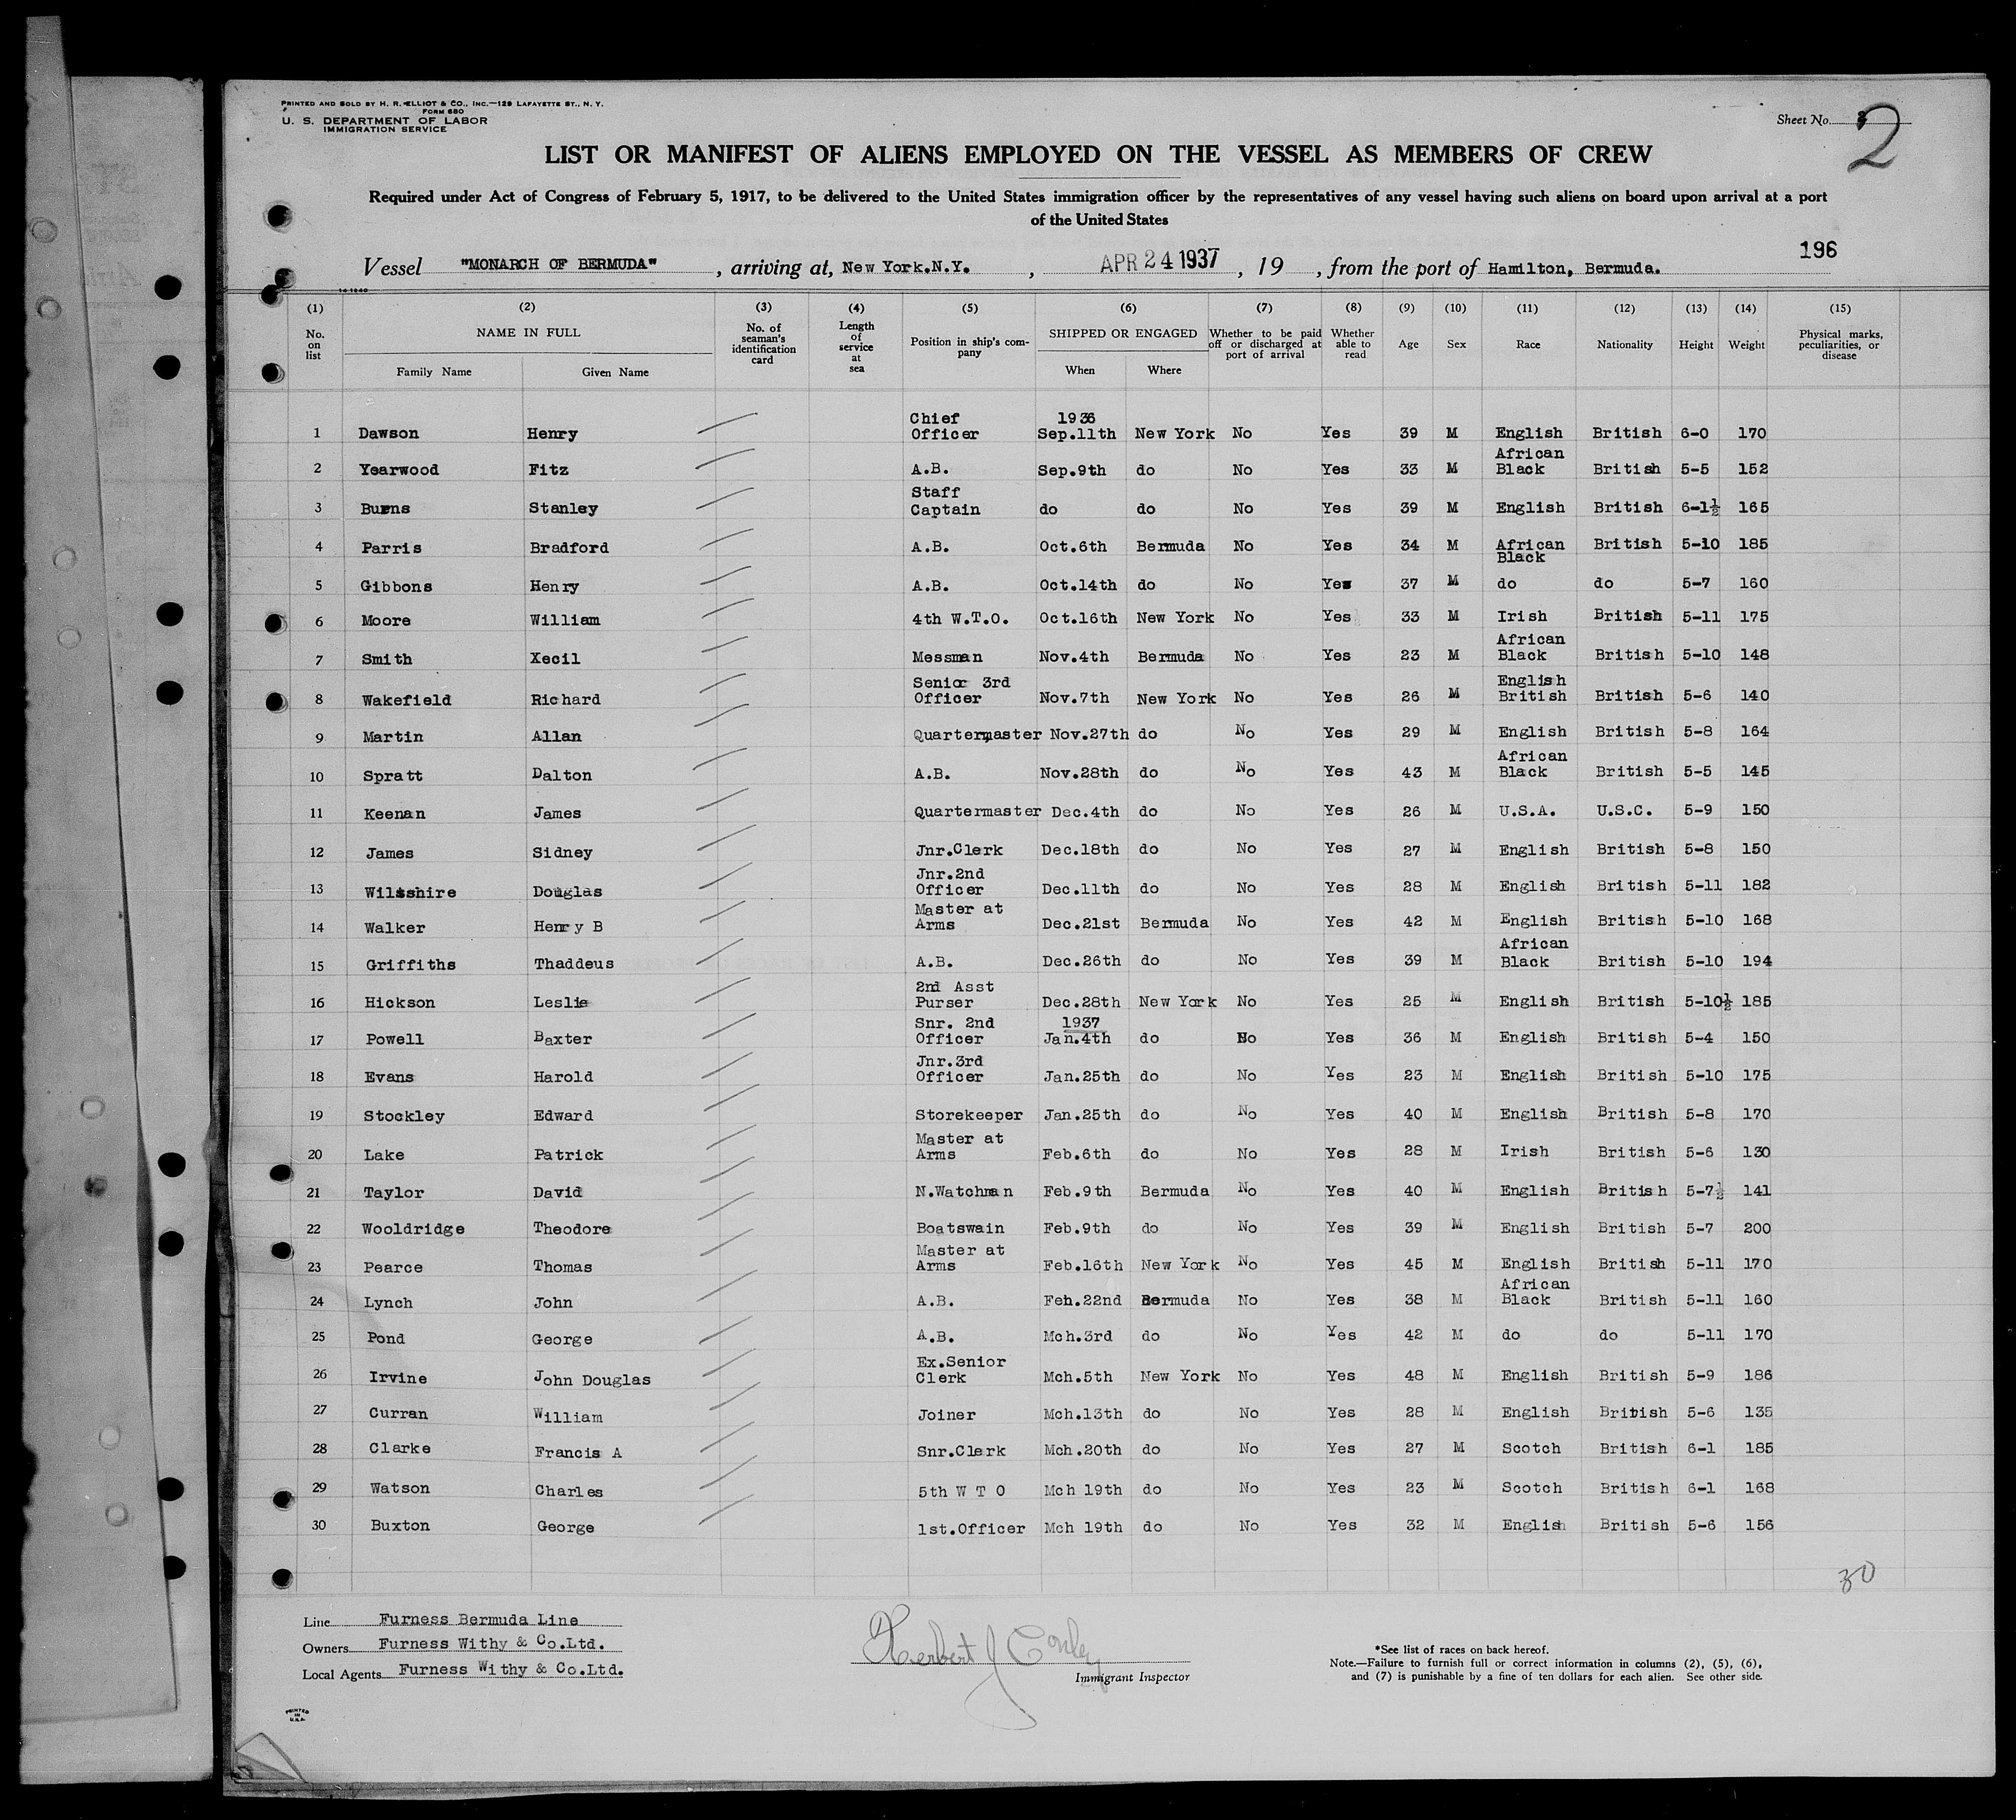 PRINTED AND SOLD BY H. R. ELLIOT & CO., INC.—129 LAFAYETTE ST., N. Y.
FORM 680
U. S. DEPARTMENT OF LABOR
IMMIGRATION SERVICE
Sheet No.
2
LIST OR MANIFEST OF ALIENS EMPLOYED ON THE VESSEL AS MEMBERS OF CREW
Required under Act of Congress of February 5, 1917, to be delivered to the United States immigration officer by the representatives of any vessel having such aliens on board upon arrival at a port
of the United States
196
Vessel "MONARCH OF BERMUDA" , arriving at, New York.N.Y. , APR 24 1937 , 19 , from the port of Hamilton, Bermuda.
14-1240
(1) (2) (3) (4) (5) (6) (7) (8) (9) (10) (11) (12) (13) (14) (15)
No. on list NAME IN FULL Family Name Given Name No. of seaman's identification card Length of service at sea Position in ship's company SHIPPED OR ENGAGED When Where Whether to be paid off or discharged at port of arrival Whether able to read Age Sex Race Nationality Height Weight Physical marks, peculiarities, or disease
1 Dawson Henry Chief Officer 1936 Sep.11th New York No Yes 39 M English British 6-0 170
2 Yearwood Fitz A.B. Sep.9th do No Yes 33 M African Black British 5-5 152
3 Burns Stanley Staff Captain do do No Yes 39 M English British 6-1½ 165
4 Parris Bradford A.B. Oct.6th Bermuda No Yes 34 M African Black British 5-10 185
5 Gibbons Henry A.B. Oct.14th do No Yes 37 M do do 5-7 160
6 Moore William 4th W.T.O. Oct.16th New York No Yes 33 M Irish British 5-11 175
7 Smith Xecil Messman Nov.4th Bermuda No Yes 23 M African Black British 5-10 148
8 Wakefield Richard Senior 3rd Officer Nov.7th New York No Yes 26 M English British British 5-6 140
9 Martin Allan Quartermaster Nov.27th do No Yes 29 M English British 5-8 164
10 Spratt Dalton A.B. Nov.28th do No Yes 43 M African Black British 5-5 145
11 Keenan James Quartermaster Dec.4th do No Yes 26 M U.S.A. U.S.C. 5-9 150
12 James Sidney Jnr.Clerk Dec.18th do No Yes 27 M English British 5-8 150
13 Wiltshire Douglas Jnr.2nd Officer Dec.11th do No Yes 28 M English British 5-11 182
14 Walker Henry B Master at Arms Dec.21st Bermuda No Yes 42 M English British 5-10 168
15 Griffiths Thaddeus A.B. Dec.26th do No Yes 39 M African Black British 5-10 194
16 Hickson Leslie 2nd Asst Purser Dec.28th New York No Yes 25 M English British 5-10½ 185
17 Powell Baxter Snr. 2nd Officer 1937 Jan.4th do No Yes 36 M English British 5-4 150
18 Evans Harold Jnr.3rd Officer Jan.25th do No Yes 23 M English British 5-10 175
19 Stockley Edward Storekeeper Jan.25th do No Yes 40 M English British 5-8 170
20 Lake Patrick Master at Arms Feb.6th do No Yes 28 M Irish British 5-6 130
21 Taylor David N.Watchman Feb.9th Bermuda No Yes 40 M English British 5-7½ 141
22 Wooldridge Theodore Boatswain Feb.9th do No Yes 39 M English British 5-7 200
23 Pearce Thomas Master at Arms Feb.16th New York No Yes 45 M English British 5-11 170
24 Lynch John A.B. Feh.22nd Bermuda No Yes 38 M African Black British 5-11 160
25 Pond George A.B. Mch.3rd do No Yes 42 M do do 5-11 170
26 Irvine John Douglas Ex.Senior Clerk Mch.5th New York No Yes 48 M English British 5-9 186
27 Curran William Joiner Mch.13th do No Yes 28 M English British 5-6 135
28 Clarke Francis A Snr.Clerk Mch.20th do No Yes 27 M Scotch British 6-1 185
29 Watson Charles 5th W T O Mch 19th do No Yes 23 M Scotch British 6-1 168
30 Buxton George 1st.Officer Mch 19th do No Yes 32 M English British 5-6 156
30
Line Furness Bermuda Line
Owners Furness Withy & Co.Ltd.
Local Agents Furness Withy & Co.Ltd.
Herbert J Conley
Immigrant Inspector
*See list of races on back hereof.
Note.—Failure to furnish full or correct information in columns (2), (5), (6),
and (7) is punishable by a fine of ten dollars for each alien. See other side.
PRINTED
IN
U.S.A.